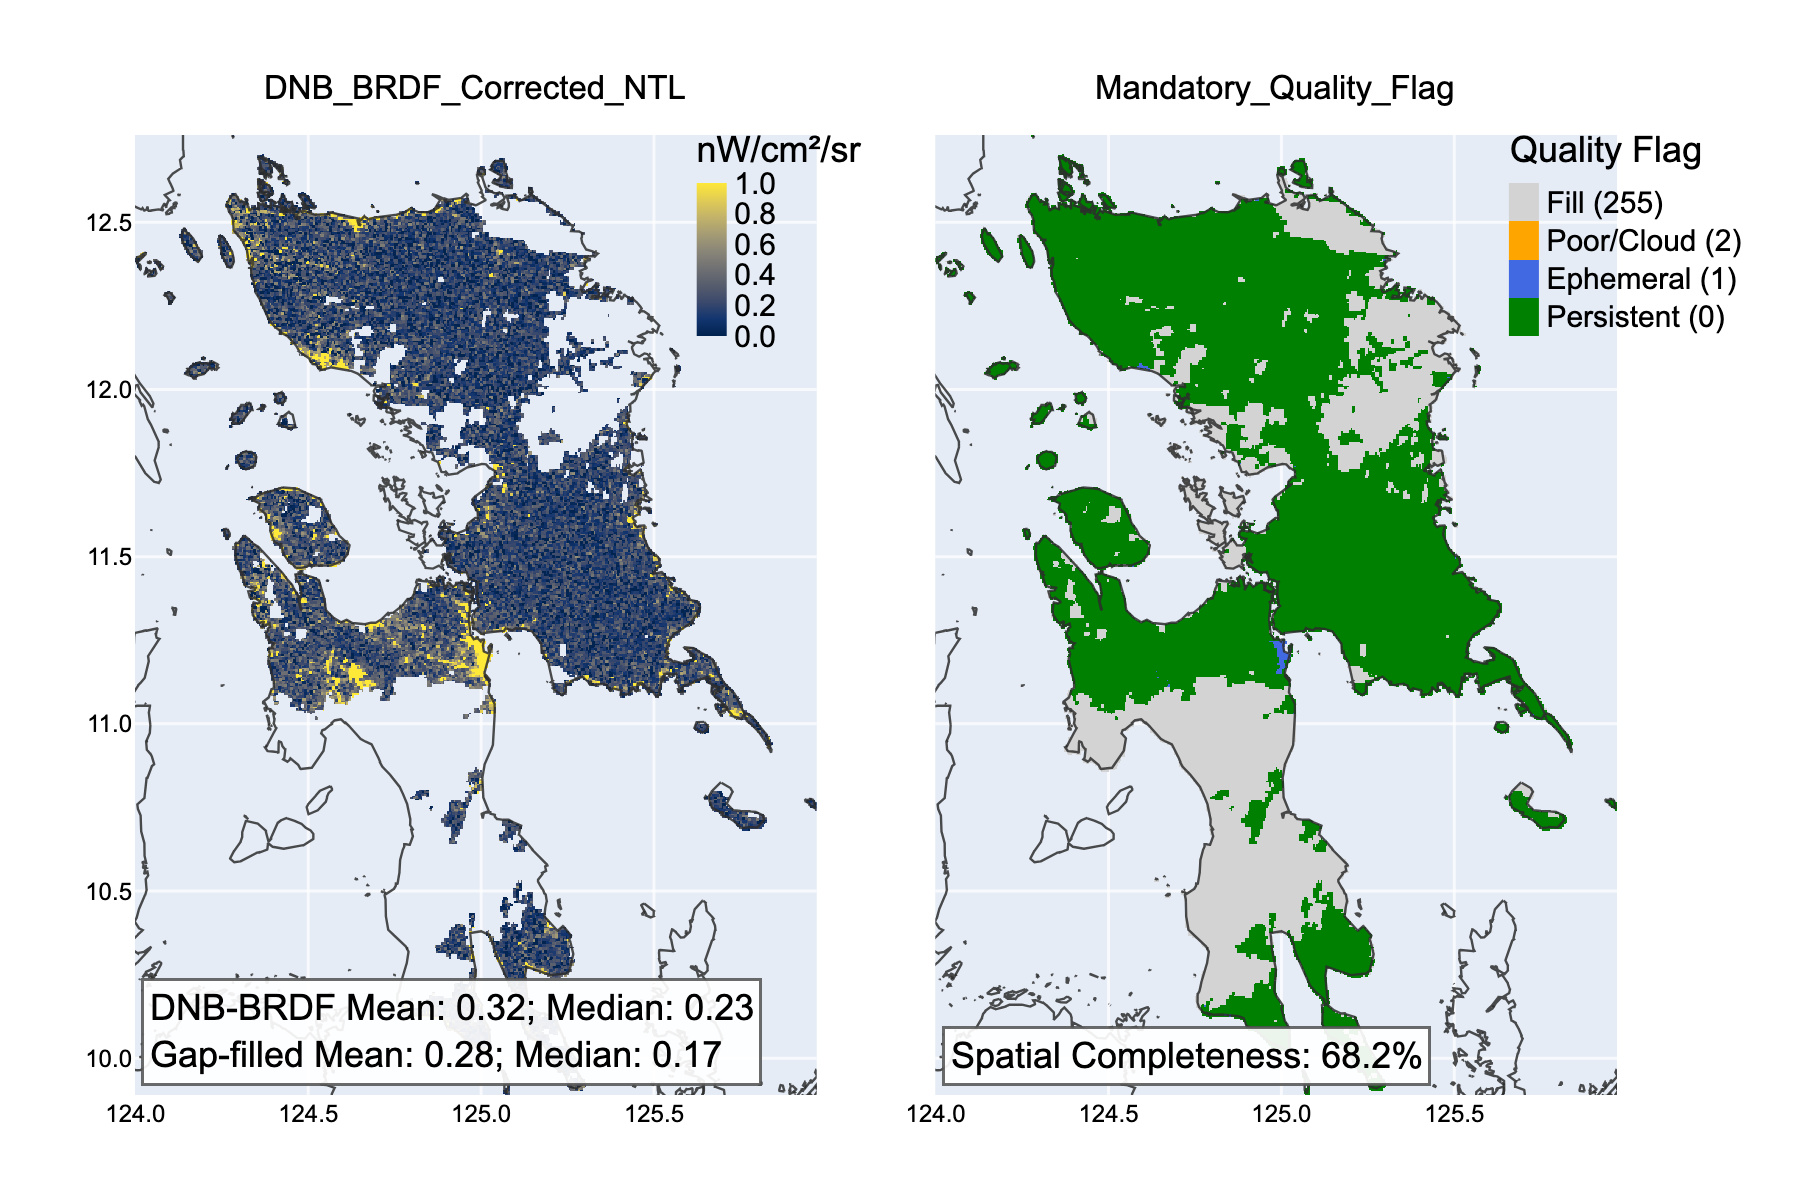 DNB_BRDF_Corrected_NTL
nW/cm²/sr
1.0
0.8
0.6
0.4
0.2
0.0
12.5
12.0
11.5
11.0
10.5
10.0
DNB-BRDF Mean: 0.32; Median: 0.23
Gap-filled Mean: 0.28; Median: 0.17
124.0
124.5
125.0
125.5
Mandatory_Quality_Flag
Quality Flag
Fill (255)
Poor/Cloud (2)
Ephemeral (1)
Persistent (0)
Spatial Completeness: 68.2%
124.0
124.5
125.0
125.5